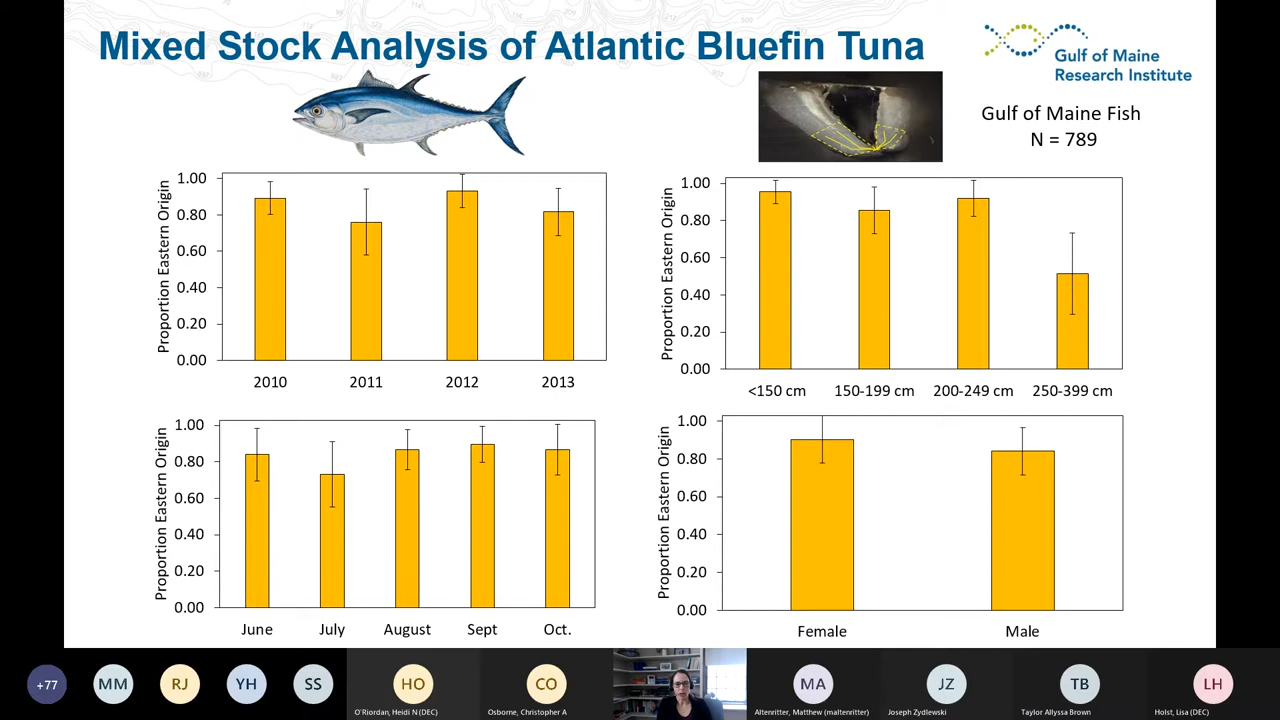 Mixed Stock Analysis of Atlantic Bluefin Tuna
Gulf of Maine
Research Institute
Gulf of Maine Fish
N = 789
Proportion Eastern Origin
1.00
0.80
0.60
0.40
0.20
0.00
2010 2011 2012 2013
Proportion Eastern Origin
1.00
0.80
0.60
0.40
0.20
0.00
<150 cm 150-199 cm 200-249 cm 250-399 cm
Proportion Eastern Origin
1.00
0.80
0.60
0.40
0.20
0.00
June July August Sept Oct.
Proportion Eastern Origin
1.00
0.80
0.60
0.40
0.20
0.00
Female Male
+77 MM RJ YH SS HO CO MA JZ TB LH
O'Riordan, Heidi N (DEC) Osborne, Christopher A Altenritter, Matthew (maltenritter) Joseph Zydlewski Taylor Allyssa Brown Holst, Lisa (DEC)